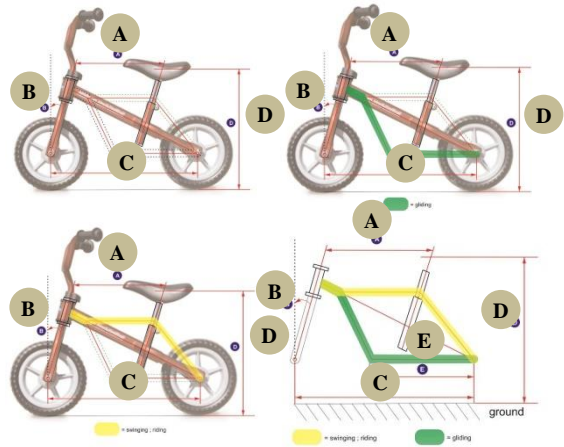 A
A
B
B
D
D
D
D
C
C
= gliding
A
A
B
B
D
D
D
C
E
E
C
= swinging ; riding
ground
= swinging ; riding
= gliding